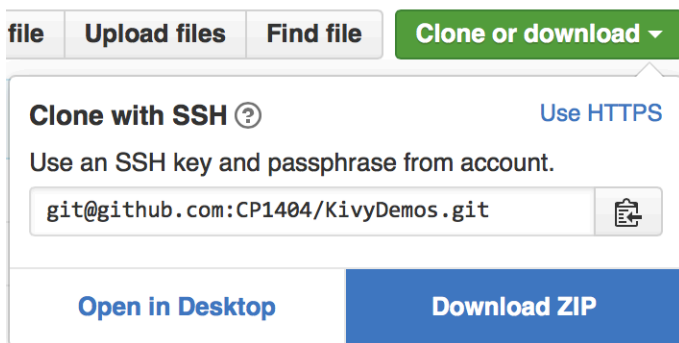 file Upload files Find file Clone or download
Clone with SSH ? Use HTTPS
Use an SSH key and passphrase from account.
git@github.com:CP1404/KivyDemos.git
Open in Desktop Download ZIP